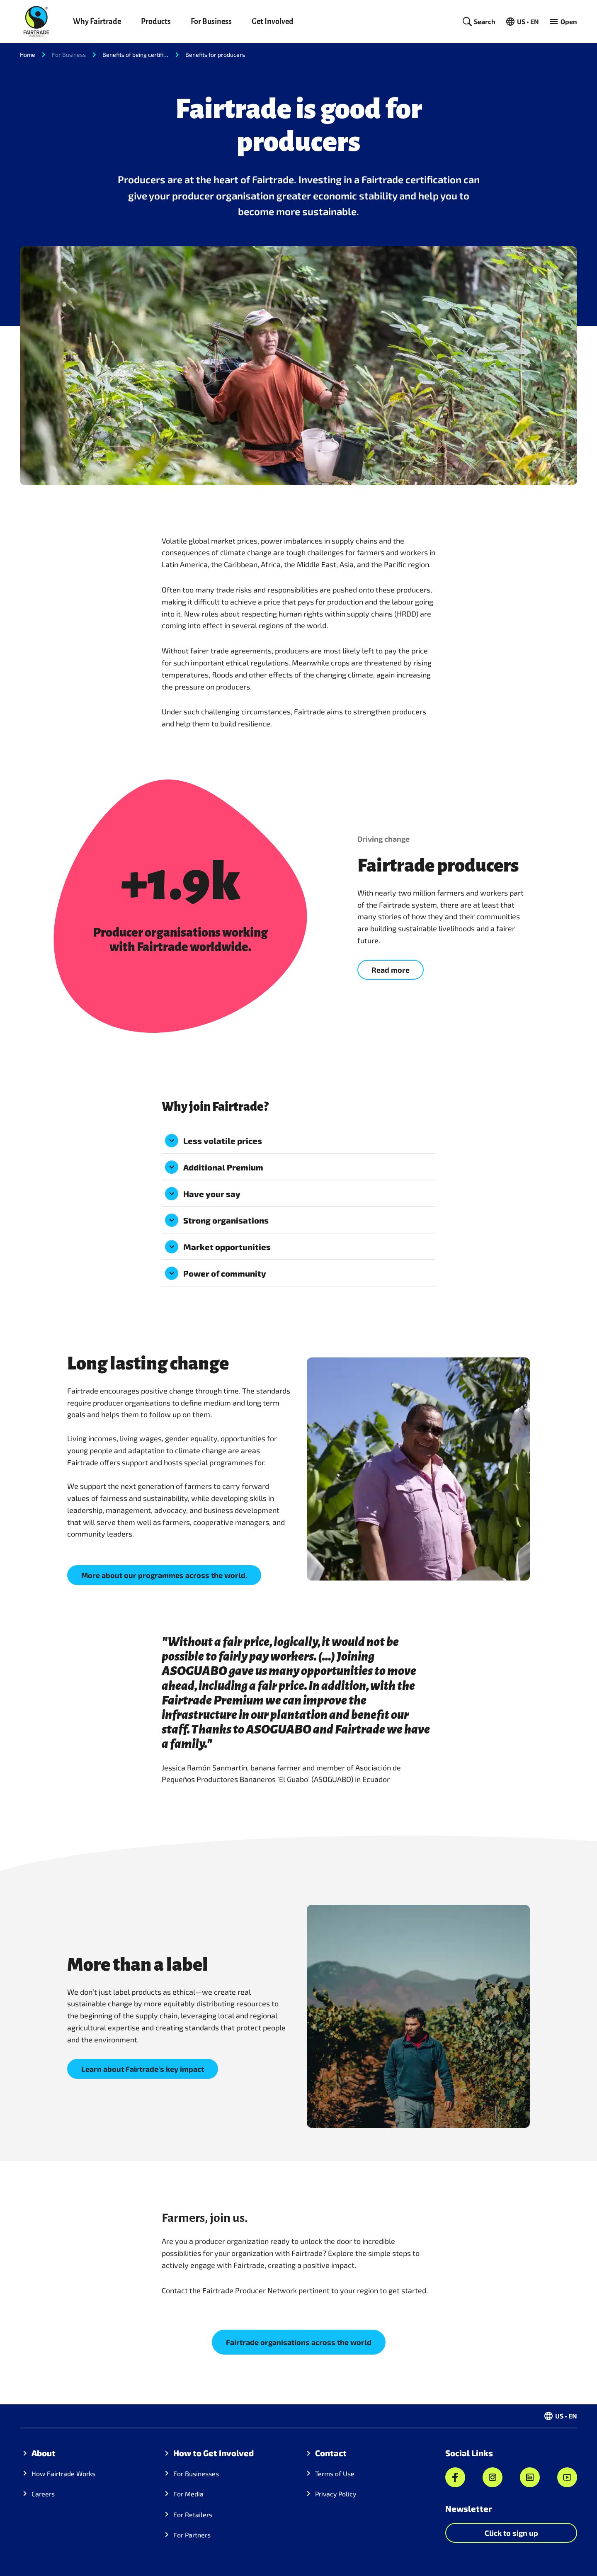 FAIRTRADE
AMERICA
Why Fairtrade
Products
For Business
Get Involved
Search
US • EN
Open
Home
For Business
Benefits of being certifi...
Benefits for producers
Fairtrade is good for
producers
Producers are at the heart of Fairtrade. Investing in a Fairtrade certification can
give your producer organisation greater economic stability and help you to
become more sustainable.
Volatile global market prices, power imbalances in supply chains and the
consequences of climate change are tough challenges for farmers and workers in
Latin America, the Caribbean, Africa, the Middle East, Asia, and the Pacific region.
Often too many trade risks and responsibilities are pushed onto these producers,
making it difficult to achieve a price that pays for production and the labour going
into it. New rules about respecting human rights within supply chains (HRDD) are
coming into effect in several regions of the world.
Without fairer trade agreements, producers are most likely left to pay the price
for such important ethical regulations. Meanwhile crops are threatened by rising
temperatures, floods and other effects of the changing climate, again increasing
the pressure on producers.
Under such challenging circumstances, Fairtrade aims to strengthen producers
and help them to build resilience.
+1.9k
Producer organisations working
with Fairtrade worldwide.
Driving change
Fairtrade producers
With nearly two million farmers and workers part
of the Fairtrade system, there are at least that
many stories of how they and their communities
are building sustainable livelihoods and a fairer
future.
Read more
Why join Fairtrade?
Less volatile prices
Additional Premium
Have your say
Strong organisations
Market opportunities
Power of community
Long lasting change
Fairtrade encourages positive change through time. The standards
require producer organisations to define medium and long term
goals and helps them to follow up on them.
Living incomes, living wages, gender equality, opportunities for
young people and adaptation to climate change are areas
Fairtrade offers support and hosts special programmes for.
We support the next generation of farmers to carry forward
values of fairness and sustainability, while developing skills in
leadership, management, advocacy, and business development
that will serve them well as farmers, cooperative managers, and
community leaders.
More about our programmes across the world.
"Without a fair price, logically, it would not be
possible to fairly pay workers. (...) Joining
ASOGUABO gave us many opportunities to move
ahead, including a fair price. In addition, with the
Fairtrade Premium we can improve the
infrastructure in our plantation and benefit our
staff. Thanks to ASOGUABO and Fairtrade we have
a family."
Jessica Ramón Sanmartín, banana farmer and member of Asociación de
Pequeños Productores Bananeros ‘El Guabo’ (ASOGUABO) in Ecuador
More than a label
We don’t just label products as ethical—we create real
sustainable change by more equitably distributing resources to
the beginning of the supply chain, leveraging local and regional
agricultural expertise and creating standards that protect people
and the environment.
Learn about Fairtrade's key impact
Farmers, join us.
Are you a producer organization ready to unlock the door to incredible
possibilities for your organization with Fairtrade? Explore the simple steps to
actively engage with Fairtrade, creating a positive impact.
Contact the Fairtrade Producer Network pertinent to your region to get started.
Fairtrade organisations across the world
US • EN
About
How Fairtrade Works
Careers
How to Get Involved
For Businesses
For Media
For Retailers
For Partners
Contact
Terms of Use
Privacy Policy
Social Links
Newsletter
Click to sign up